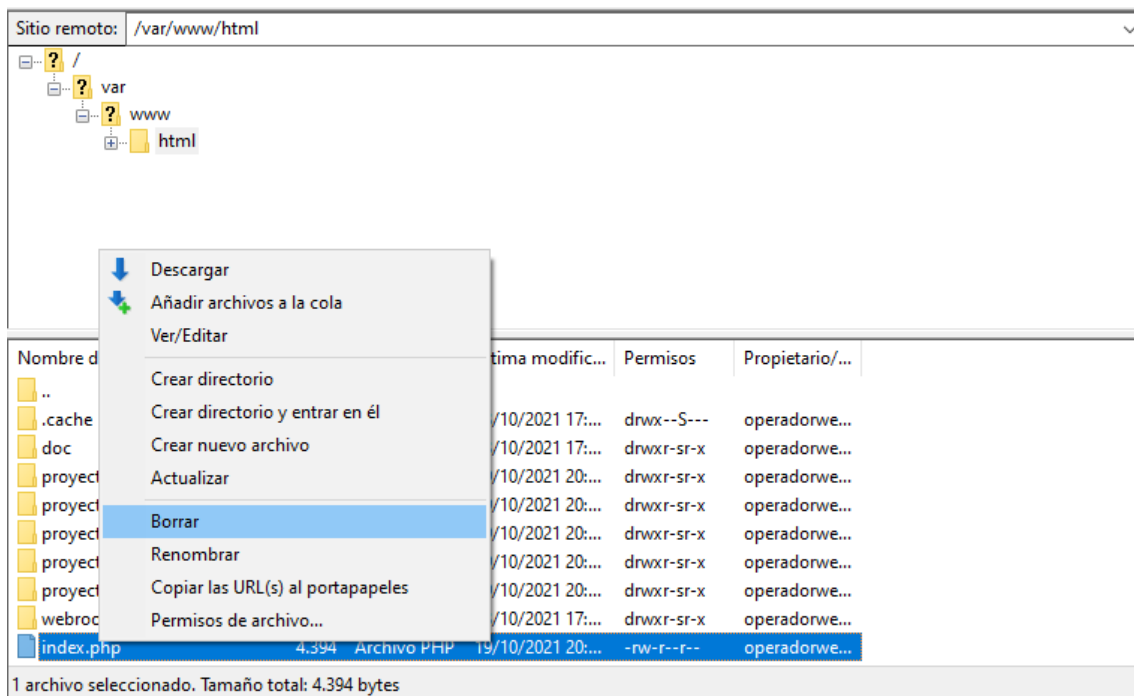 Sitio remoto: /var/www/html
/
var
www
html
Descargar
Añadir archivos a la cola
Ver/Editar
Crear directorio
Crear directorio y entrar en él
Crear nuevo archivo
Actualizar
Borrar
Renombrar
Copiar las URL(s) al portapapeles
Permisos de archivo...
Nombre d tima modific... Permisos Propietario/...
..
.cache /10/2021 17:... drwx--S--- operadorwe...
doc /10/2021 17:... drwxr-sr-x operadorwe...
proyect /10/2021 20:... drwxr-sr-x operadorwe...
proyect /10/2021 20:... drwxr-sr-x operadorwe...
proyect /10/2021 20:... drwxr-sr-x operadorwe...
proyect /10/2021 20:... drwxr-sr-x operadorwe...
proyect /10/2021 20:... drwxr-sr-x operadorwe...
webroo /10/2021 17:... drwxr-sr-x operadorwe...
index.php 4.394 Archivo PHP 19/10/2021 20:... -rw-r--r-- operadorwe...
1 archivo seleccionado. Tamaño total: 4.394 bytes